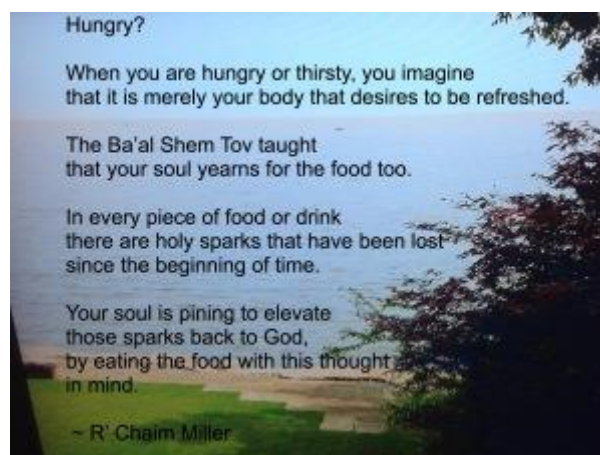 Hungry?
When you are hungry or thirsty, you imagine
that it is merely your body that desires to be refreshed.
The Ba'al Shem Tov taught
that your soul yearns for the food too.
In every piece of food or drink
there are holy sparks that have been lost
since the beginning of time.
Your soul is pining to elevate
those sparks back to God,
by eating the food with this thought
in mind.
~ R' Chaim Miller